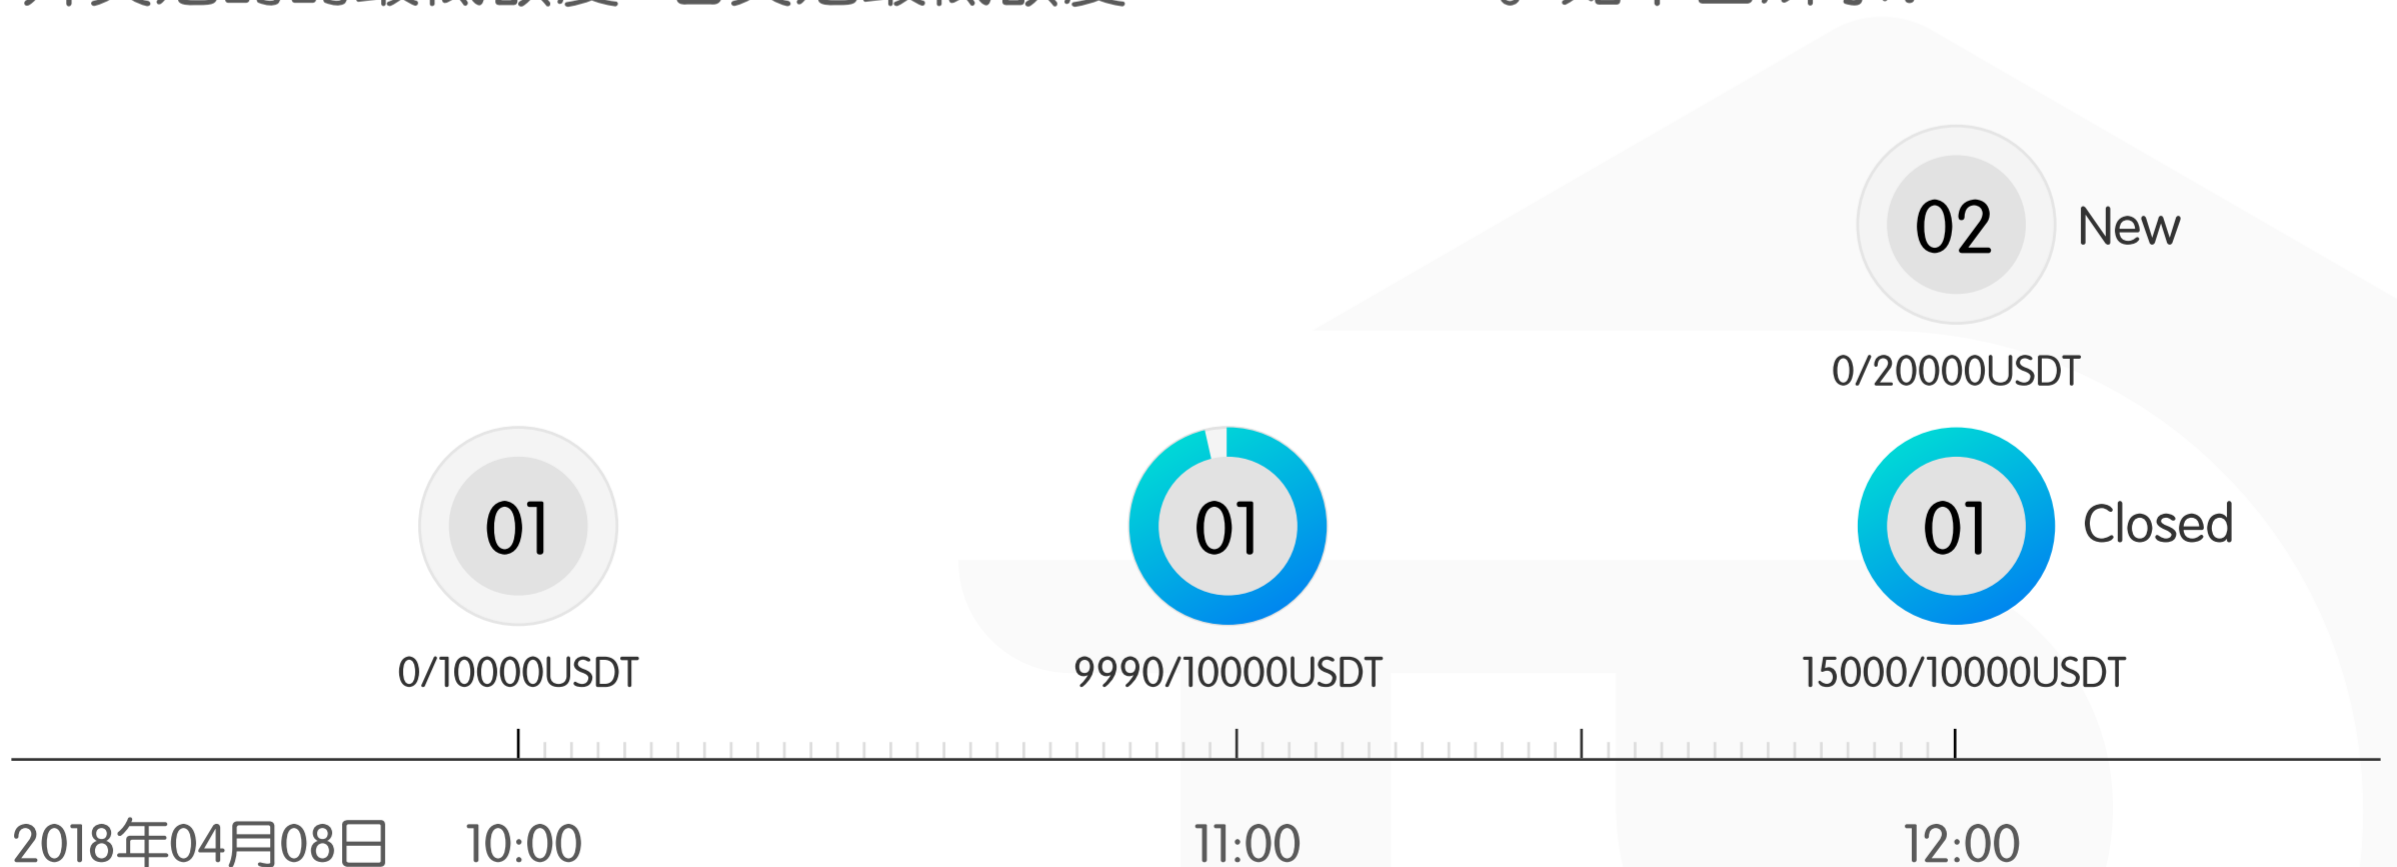 02 New
0/20000USDT
01 01 01 Closed
0/10000USDT 9990/10000USDT 15000/10000USDT
2018年04月08日 10:00 11:00 12:00